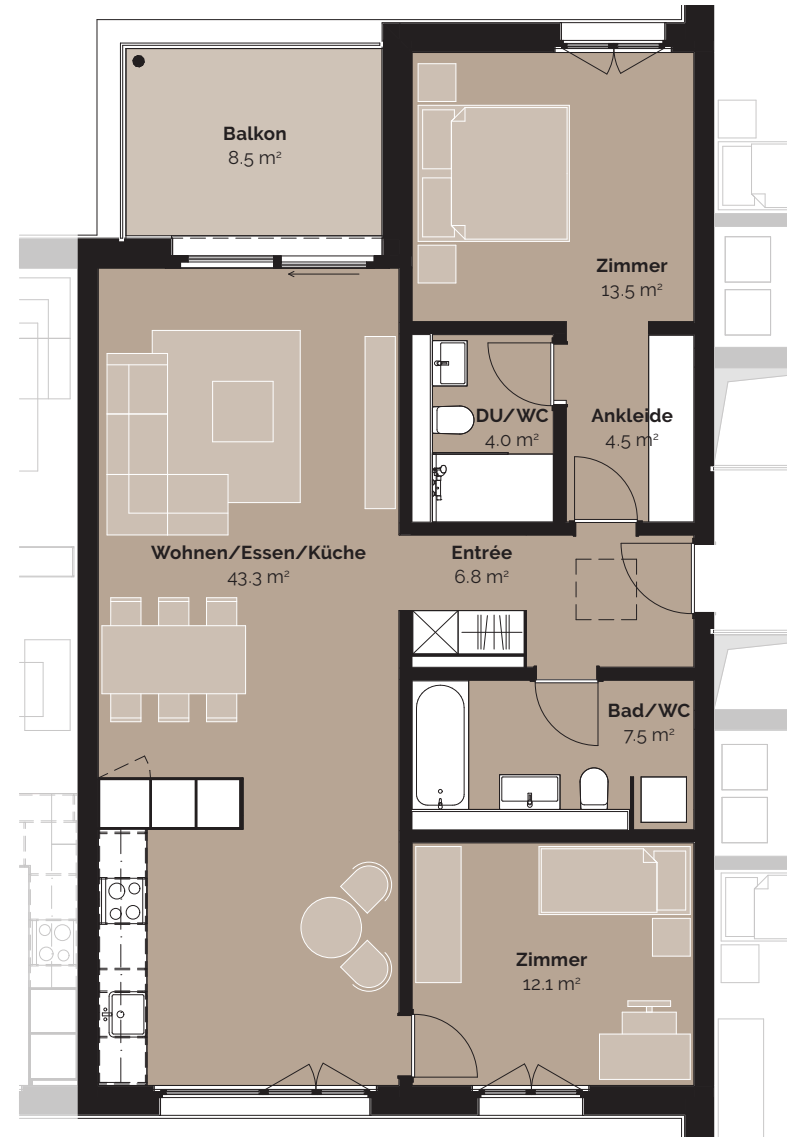 Balkon
8.5 m²
Zimmer
13.5 m²
DU/WC
4.0 m²
Ankleide
4.5 m²
Wohnen/Essen/Küche
43.3 m²
Entrée
6.8 m²
Bad/WC
7.5 m²
Zimmer
12.1 m²